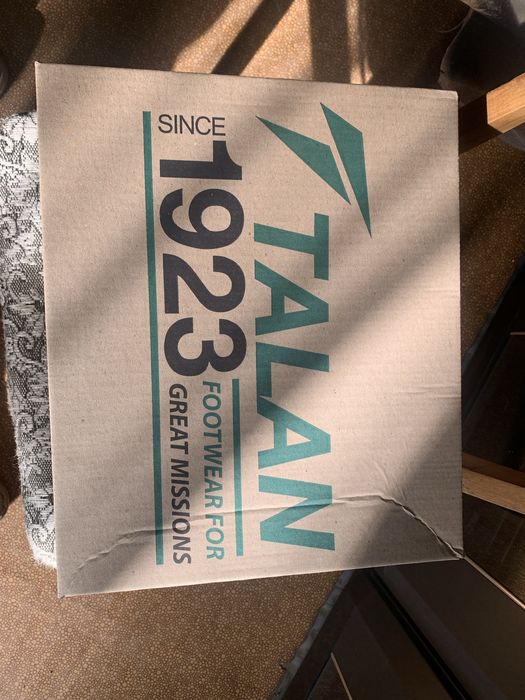 TALAN
SINCE
1923
FOOTWEAR FOR
GREAT MISSIONS